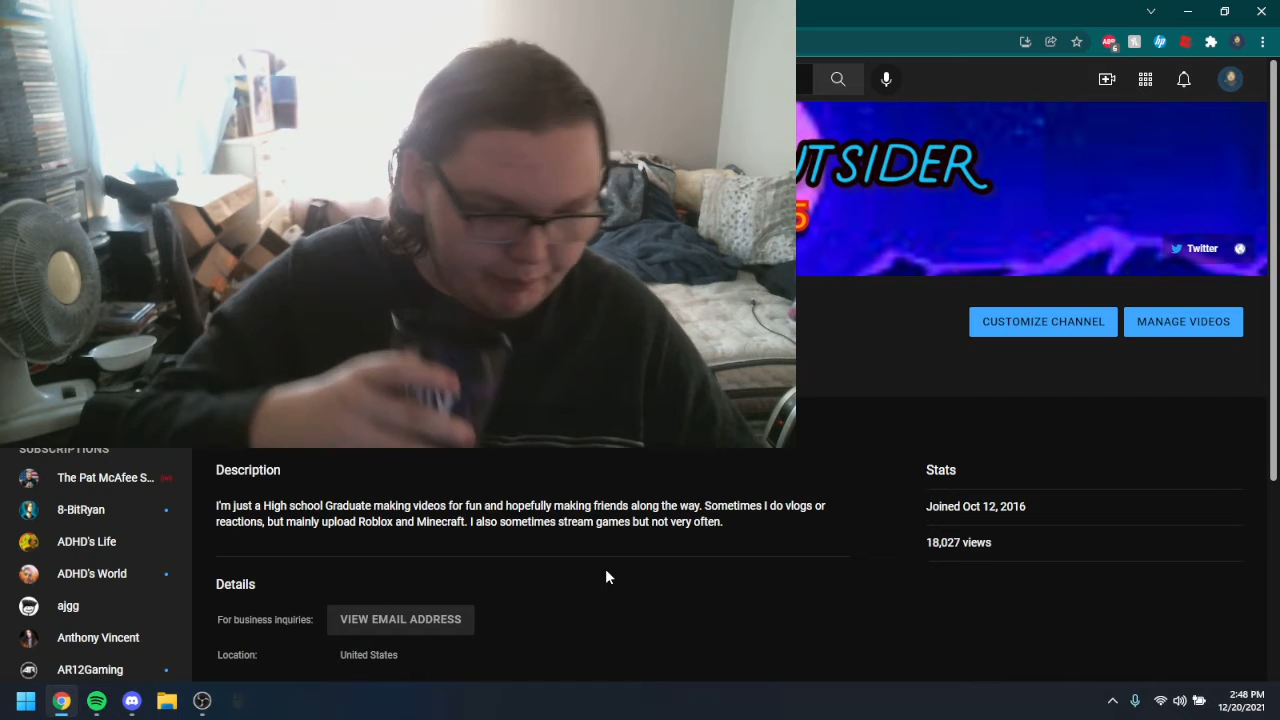 UTSIDER
5
Twitter
CUSTOMIZE CHANNEL
MANAGE VIDEOS
SUBSCRIPTIONS
The Pat McAfee S...
8-BitRyan
ADHD's Life
ADHD's World
ajgg
Anthony Vincent
AR12Gaming
Description
I'm just a High school Graduate making videos for fun and hopefully making friends along the way. Sometimes I do vlogs or
reactions, but mainly upload Roblox and Minecraft. I also sometimes stream games but not very often.
Details
For business inquiries:
VIEW EMAIL ADDRESS
Location:
United States
Stats
Joined Oct 12, 2016
18,027 views
2:48 PM
12/20/2021